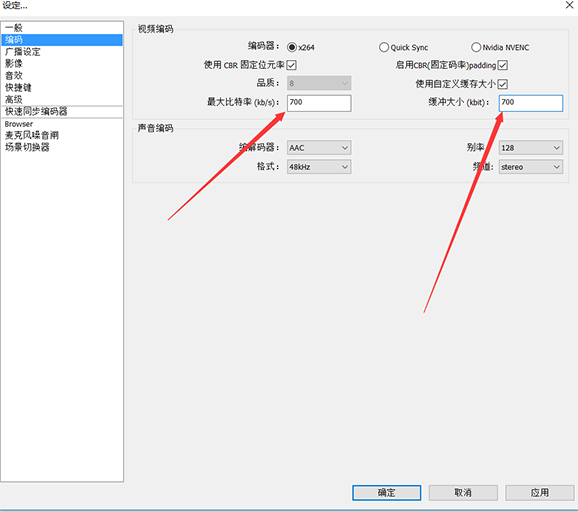 设定...
一般
编码
广播设定
影像
音效
快捷键
高级
快速同步编码器
Browser
麦克风噪音阀
场景切换器
视频编码
编码器： x264 Quick Sync Nvidia NVENC
使用 CBR 固定位元率 启用CBR(固定码率)padding
品质： 8 使用自定义缓存大小
最大比特率 (kb/s)： 700 缓冲大小 (kbit)： 700
声音编码
编解码器： AAC 别率 128
格式： 48kHz 频道： stereo
确定 取消 应用